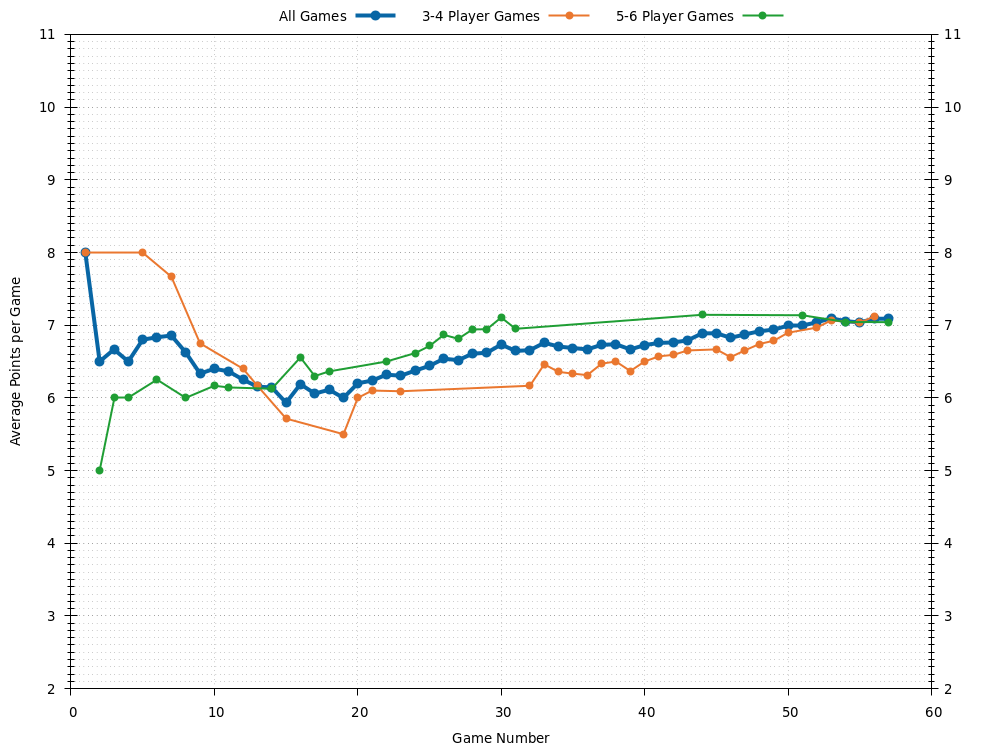 All Games 3-4 Player Games 5-6 Player Games
11 11
10 10
9 9
8 8
7 7
6 6
5 5
4 4
3 3
2 2
Average Points per Game
0 10 20 30 40 50 60
Game Number